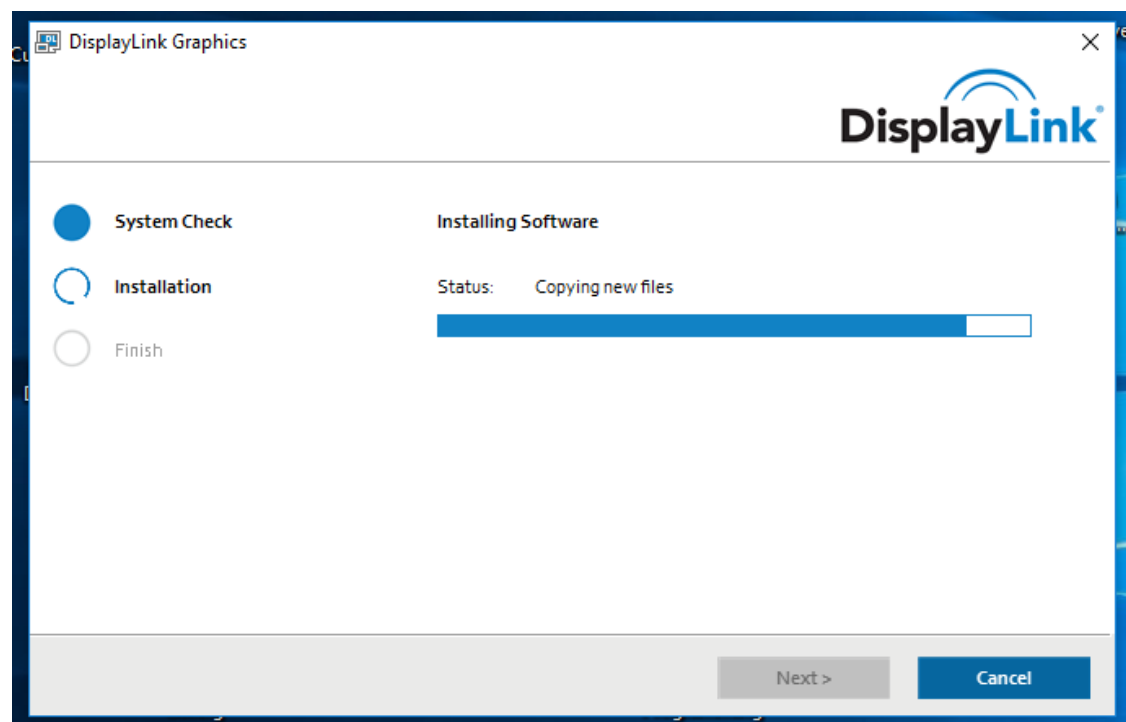 DisplayLink Graphics
DisplayLink®
System Check
Installing Software
Installation
Status: Copying new files
Finish
Next >
Cancel